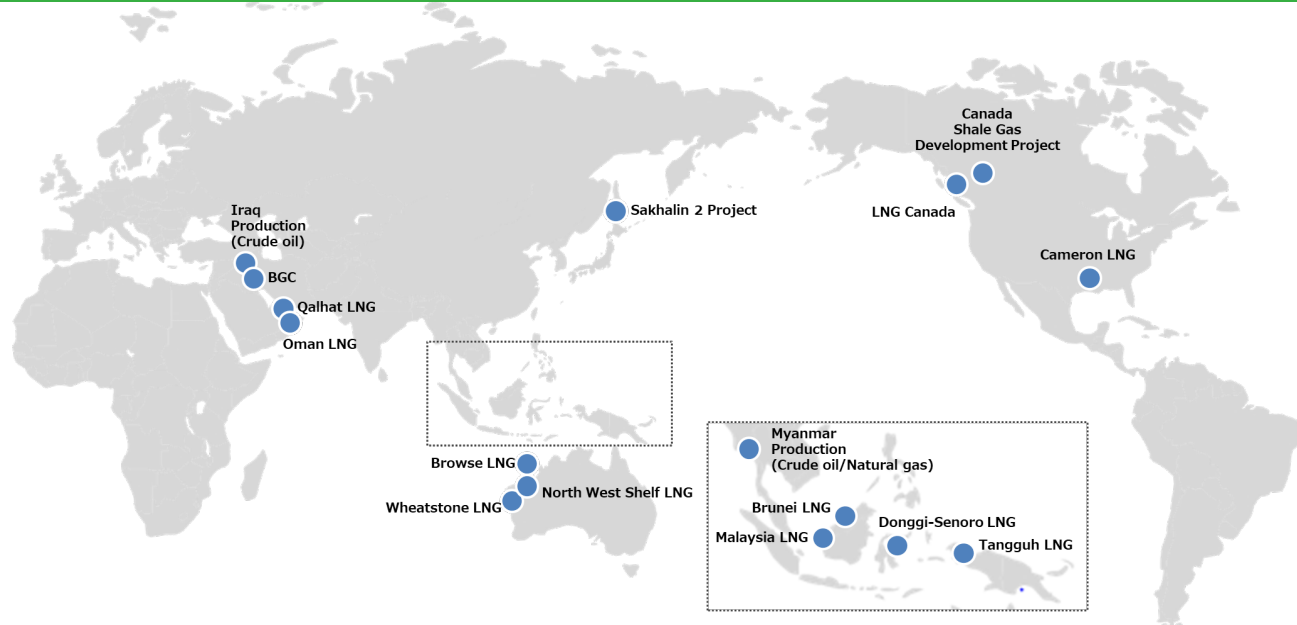 Canada
Shale Gas
Development Project
LNG Canada
Iraq
Production
(Crude oil)
Sakhalin 2 Project
Cameron LNG
BGC
Qalhat LNG
Oman LNG
Browse LNG
North West Shelf LNG
Wheatstone LNG
Myanmar
Production
(Crude oil/Natural gas)
Brunei LNG
Donggi-Senoro LNG
Malaysia LNG
Tangguh LNG